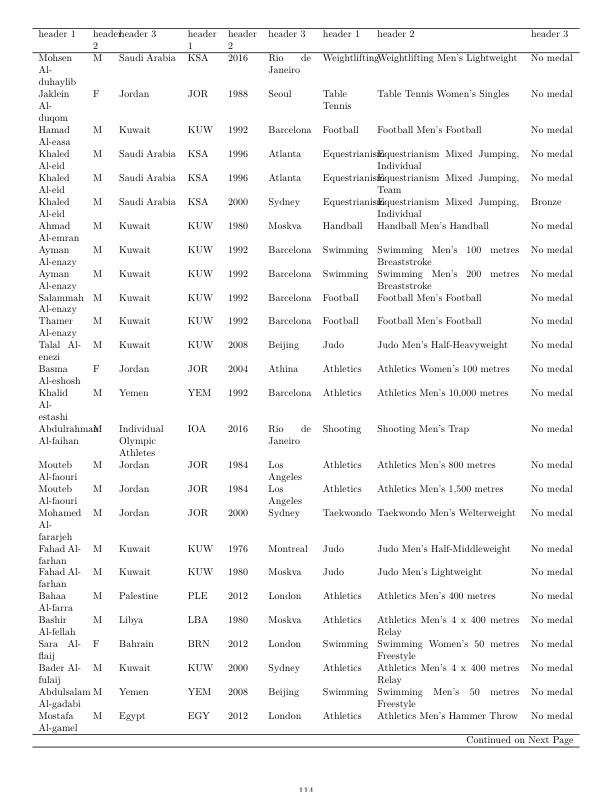 header 1 header 2 header 3 header 1 header 2 header 3 header 1 header 2 header 3
Mohsen Al-duhaylib M Saudi Arabia KSA 2016 Rio de Janeiro Weightlifting Weightlifting Men's Lightweight No medal
Jaklein Al-duqom F Jordan JOR 1988 Seoul Table Tennis Table Tennis Women's Singles No medal
Hamad Al-easa M Kuwait KUW 1992 Barcelona Football Football Men's Football No medal
Khaled Al-eid M Saudi Arabia KSA 1996 Atlanta Equestrianism Equestrianism Mixed Jumping, Individual No medal
Khaled Al-eid M Saudi Arabia KSA 1996 Atlanta Equestrianism Equestrianism Mixed Jumping, Team No medal
Khaled Al-eid M Saudi Arabia KSA 2000 Sydney Equestrianism Equestrianism Mixed Jumping, Individual Bronze
Ahmad Al-emran M Kuwait KUW 1980 Moskva Handball Handball Men's Handball No medal
Ayman Al-enazy M Kuwait KUW 1992 Barcelona Swimming Swimming Men's 100 metres Breaststroke No medal
Ayman Al-enazy M Kuwait KUW 1992 Barcelona Swimming Swimming Men's 200 metres Breaststroke No medal
Salammah Al-enazy M Kuwait KUW 1992 Barcelona Football Football Men's Football No medal
Thamer Al-enazy M Kuwait KUW 1992 Barcelona Football Football Men's Football No medal
Talal Al-enezi M Kuwait KUW 2008 Beijing Judo Judo Men's Half-Heavyweight No medal
Basma Al-eshosh F Jordan JOR 2004 Athina Athletics Athletics Women's 100 metres No medal
Khalid Al-estashi M Yemen YEM 1992 Barcelona Athletics Athletics Men's 10,000 metres No medal
Abdulrahman Al-faihan M Individual Olympic Athletes IOA 2016 Rio de Janeiro Shooting Shooting Men's Trap No medal
Mouteb Al-faouri M Jordan JOR 1984 Los Angeles Athletics Athletics Men's 800 metres No medal
Mouteb Al-faouri M Jordan JOR 1984 Los Angeles Athletics Athletics Men's 1,500 metres No medal
Mohamed Al-fararjeh M Jordan JOR 2000 Sydney Taekwondo Taekwondo Men's Welterweight No medal
Fahad Al-farhan M Kuwait KUW 1976 Montreal Judo Judo Men's Half-Middleweight No medal
Fahad Al-farhan M Kuwait KUW 1980 Moskva Judo Judo Men's Lightweight No medal
Bahaa Al-farra M Palestine PLE 2012 London Athletics Athletics Men's 400 metres No medal
Bashir Al-fellah M Libya LBA 1980 Moskva Athletics Athletics Men's 4 x 400 metres Relay No medal
Sara Al-flaij F Bahrain BRN 2012 London Swimming Swimming Women's 50 metres Freestyle No medal
Bader Al-fulaij M Kuwait KUW 2000 Sydney Athletics Athletics Men's 4 x 400 metres Relay No medal
Abdulsalam Al-gadabi M Yemen YEM 2008 Beijing Swimming Swimming Men's 50 metres Freestyle No medal
Mostafa Al-gamel M Egypt EGY 2012 London Athletics Athletics Men's Hammer Throw No medal
Continued on Next Page
114